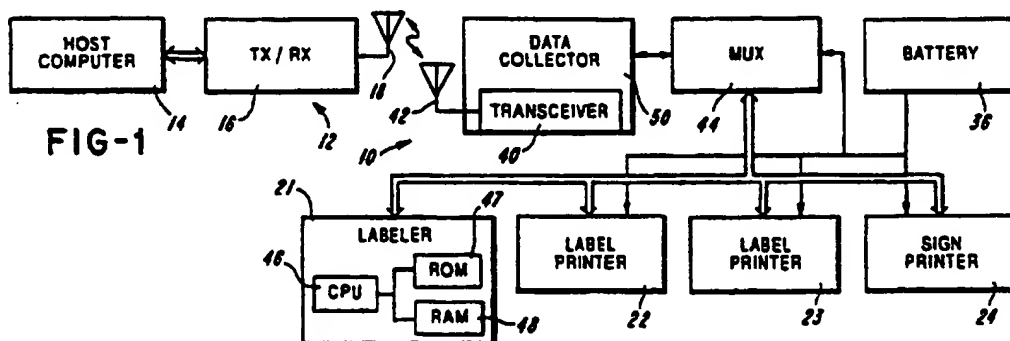 HOST
COMPUTER
14
TX / RX
16
12
18
42
10
DATA
COLLECTOR
TRANSCEIVER
40
50
MUX
44
BATTERY
36
FIG-1
21
LABELER
46
CPU
47
ROM
RAM
48
LABEL
PRINTER
22
LABEL
PRINTER
23
SIGN
PRINTER
24